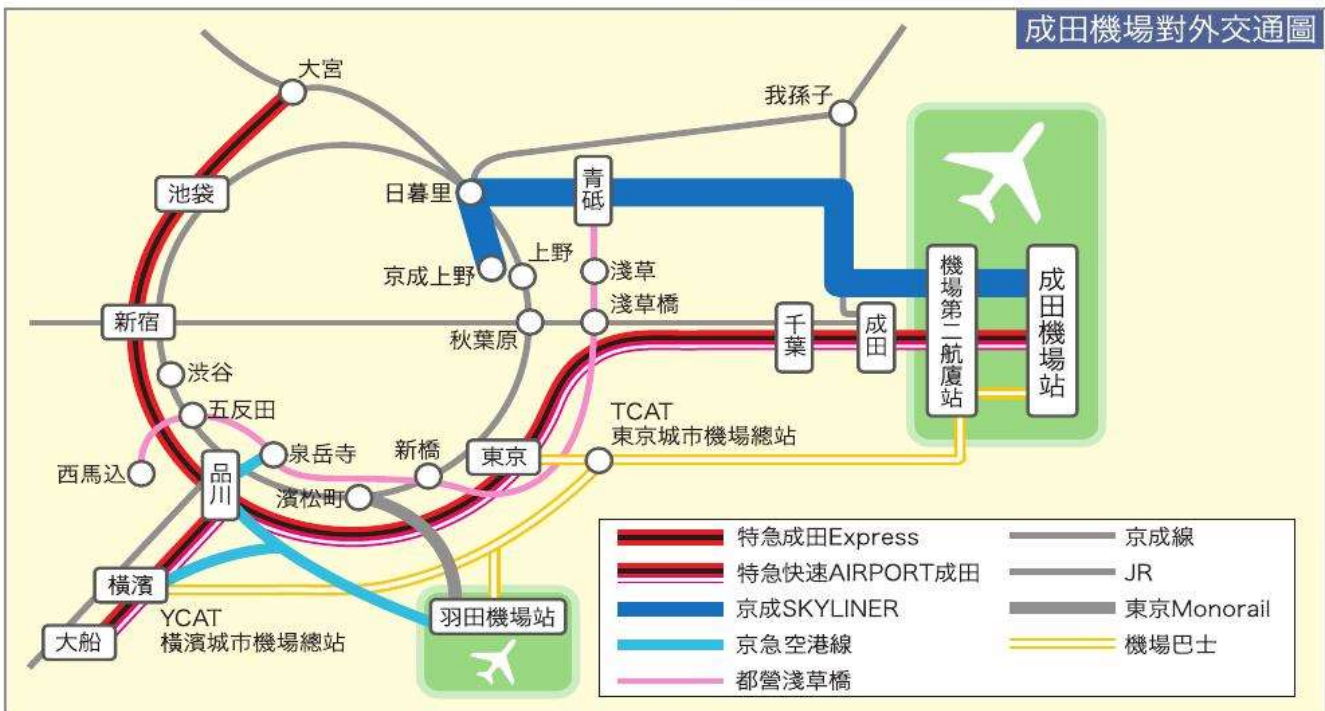 成田機場對外交通圖
大宮
我孫子
池袋
日暮里
青砥
上野
京成上野
淺草
機場第二航廈站
成田機場站
新宿
淺草橋
秋葉原
千葉
成田
渋谷
五反田
TCAT
東京城市機場總站
泉岳寺
新橋
東京
西馬込
品川
濱松町
橫濱
YCAT
橫濱城市機場總站
大船
羽田機場站
特急成田Express
特急快速AIRPORT成田
京成SKYLINER
京急空港線
都營淺草橋
京成線
JR
東京Monorail
機場巴士